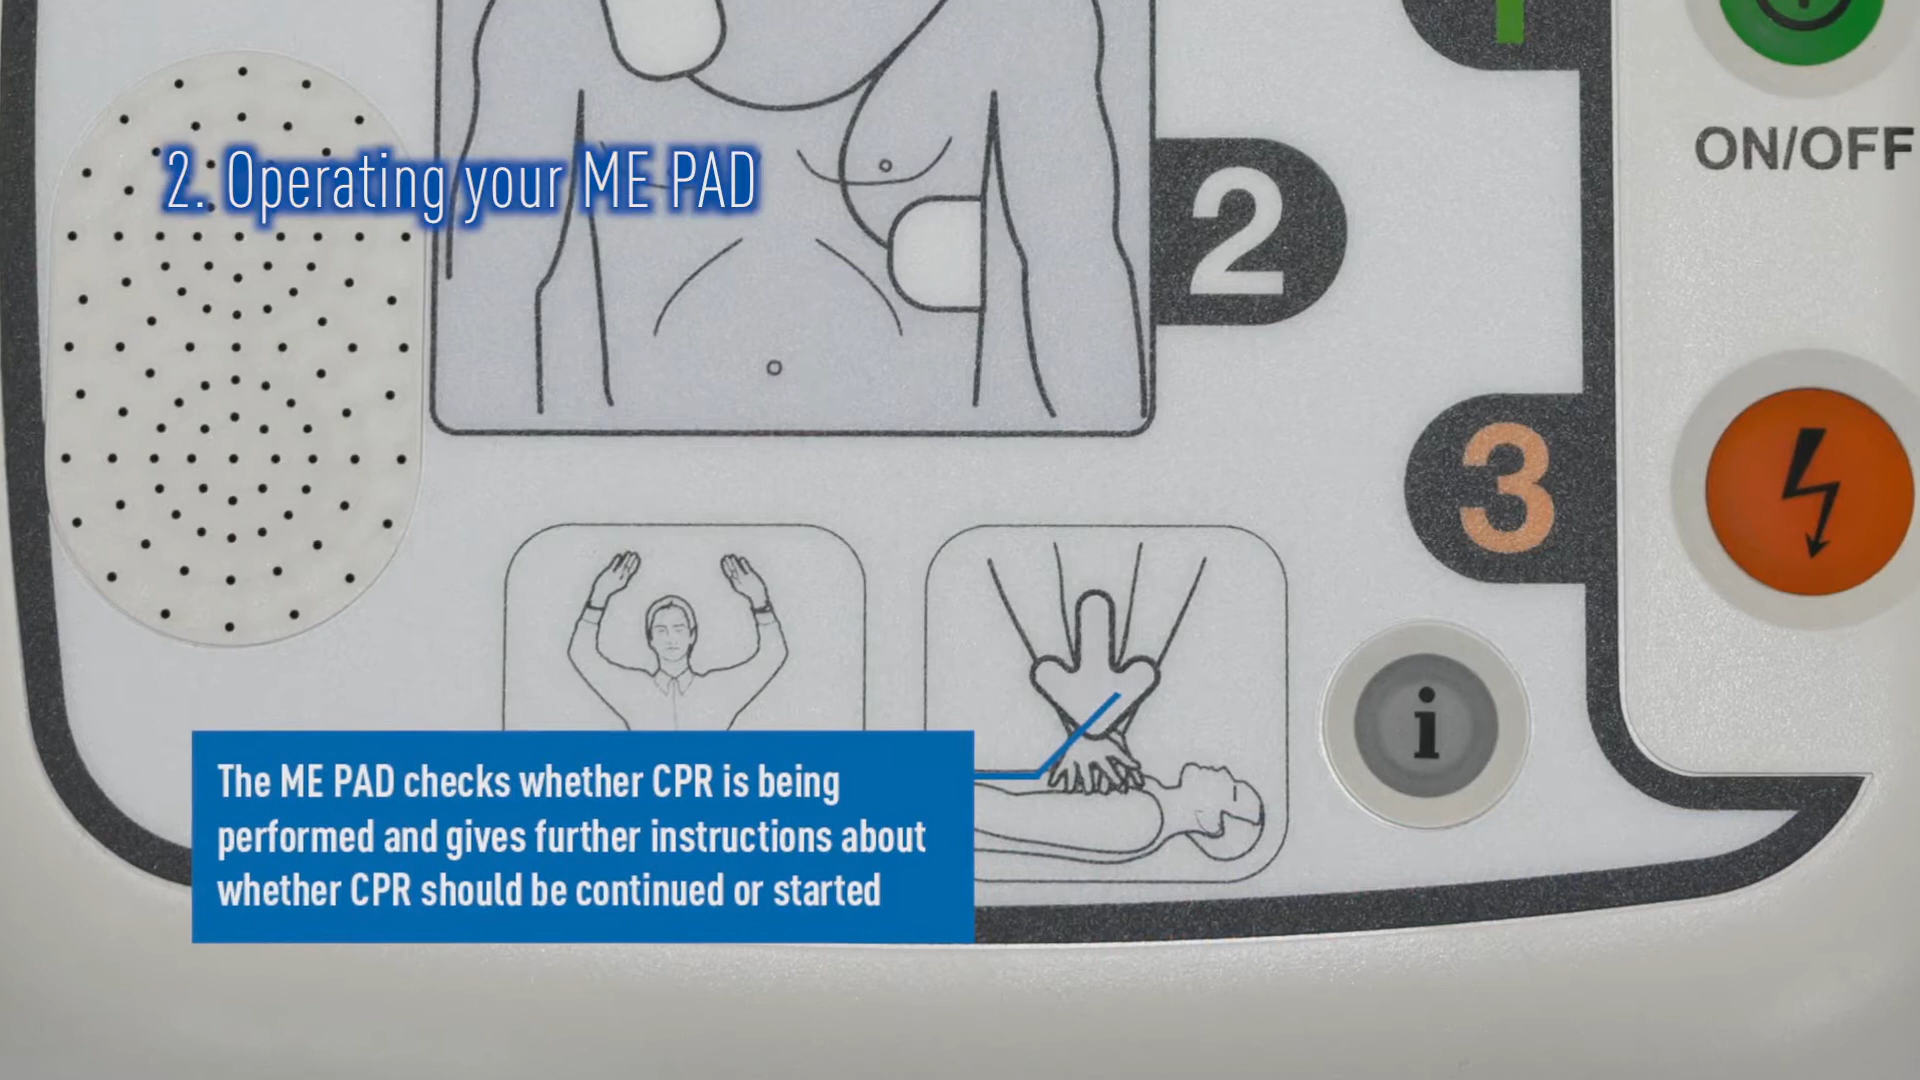 1
ON/OFF
2. Operating your ME PAD
2
3
i
The ME PAD checks whether CPR is being
performed and gives further instructions about
whether CPR should be continued or started